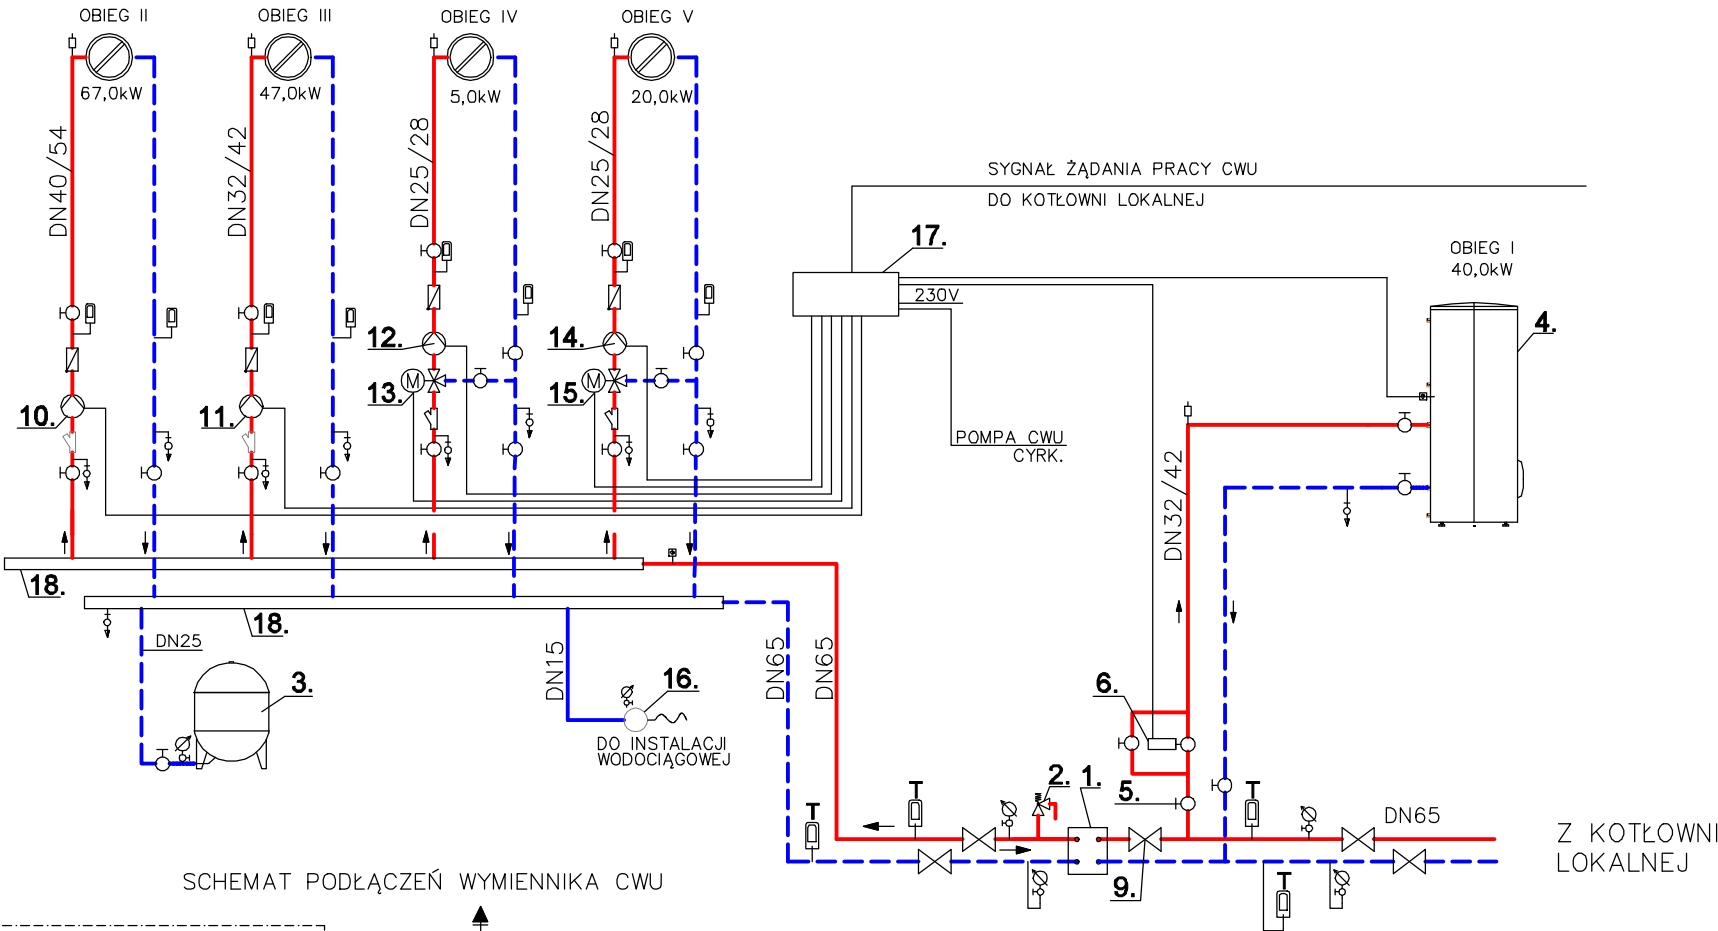 OBIEG II
OBIEG III
OBIEG IV
OBIEG V
67,0kW
47,0kW
5,0kW
20,0kW
DN40/54
DN32/42
DN25/28
DN25/28
SYGNAŁ ŻĄDANIA PRACY CWU
DO KOTŁOWNI LOKALNEJ
17.
230V
OBIEG I
40,0kW
4.
12.
14.
M
13.
M
15.
10.
11.
POMPA CWU
CYRK.
DN32/42
18.
18.
DN25
3.
DN15
16.
DO INSTALACJI
WODOCIĄGOWEJ
DN65
DN65
6.
5.
2.
1.
T
T
T
DN65
Z KOTŁOWNI
LOKALNEJ
9.
T
SCHEMAT PODŁĄCZEŃ WYMIENNIKA CWU